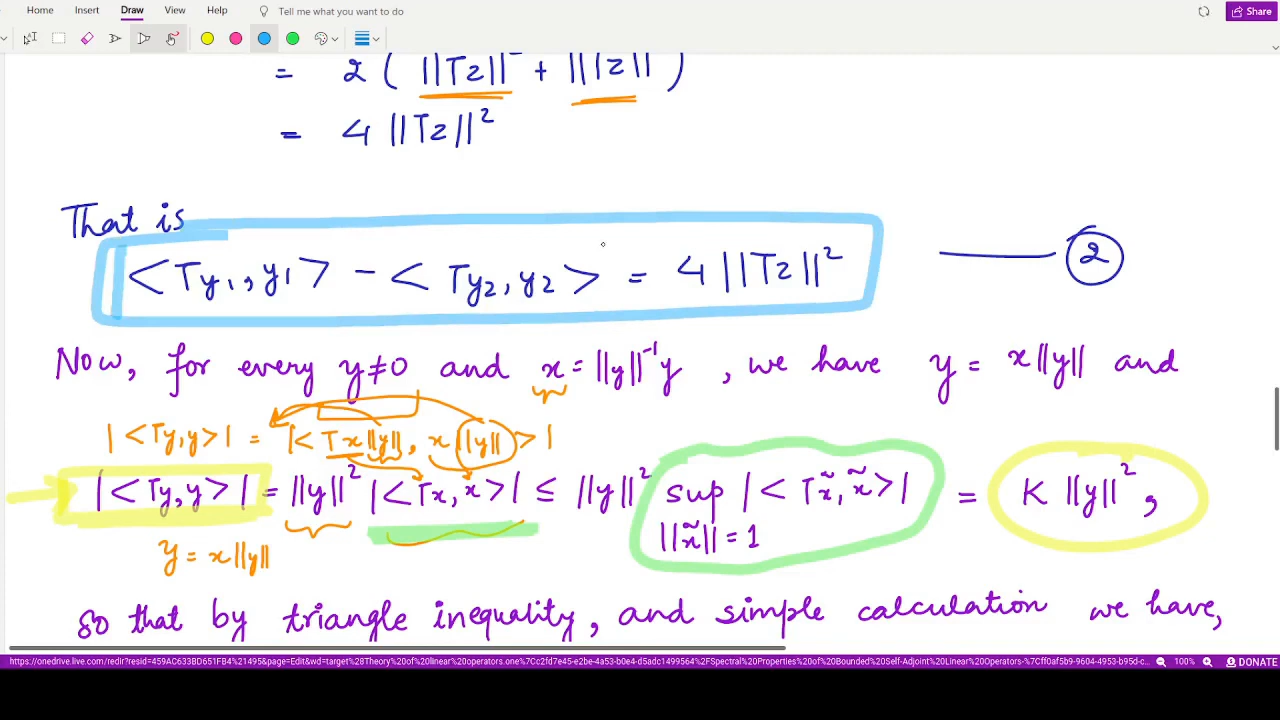 Home Insert Draw View Help Tell me what you want to do Share
= 2 ( ||Tz||² + ||Tz||² )
= 4 ||Tz||²
That is
<Ty₁, y₁> - <Ty₂, y₂> = 4 ||Tz||² ——— ②
Now, for every y≠0 and x = ||y||⁻¹y , we have y = x||y|| and
|<Ty,y>| = |<Tx||y||, x||y||>|
|<Ty, y>| = ||y||² |<Tx, x>| ≤ ||y||² sup |<Tx̃, x̃>| = K ||y||²,
||x̃|| = 1
y = x||y||
so that by triangle inequality, and simple calculation we have,
100% DONATE